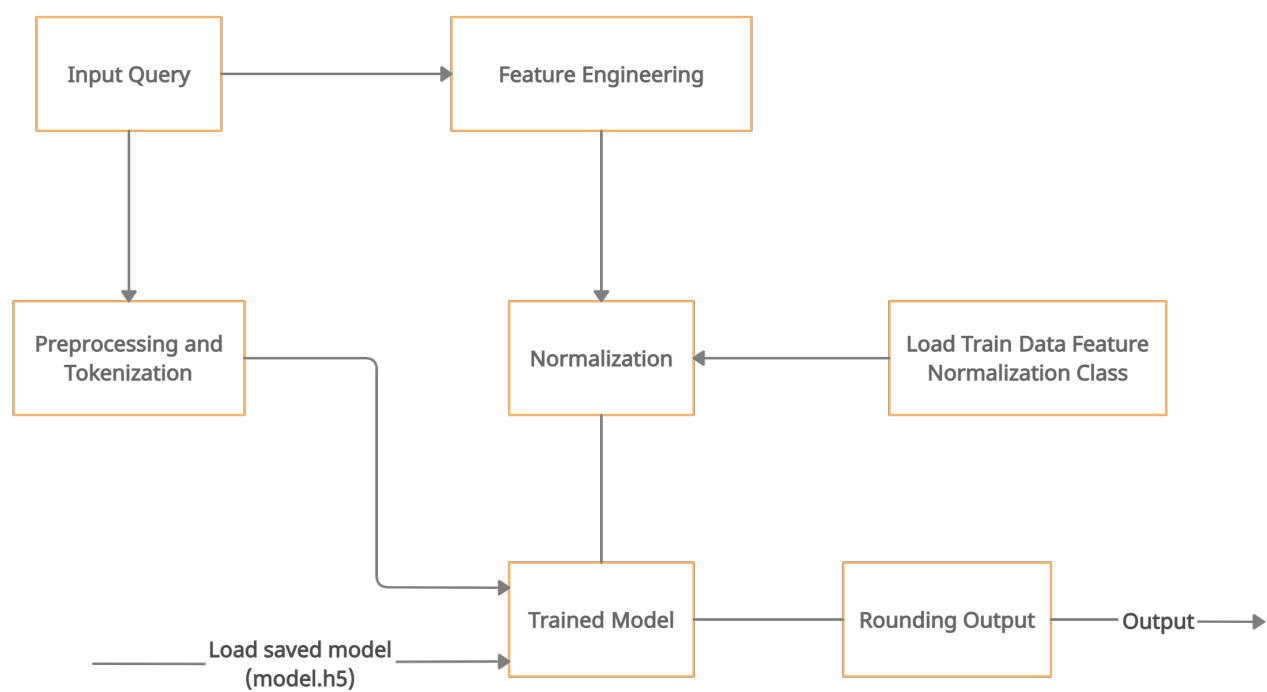 Input Query
Feature Engineering
Preprocessing and
Tokenization
Normalization
Load Train Data Feature
Normalization Class
Trained Model
Rounding Output
Output
Load saved model
(model.h5)